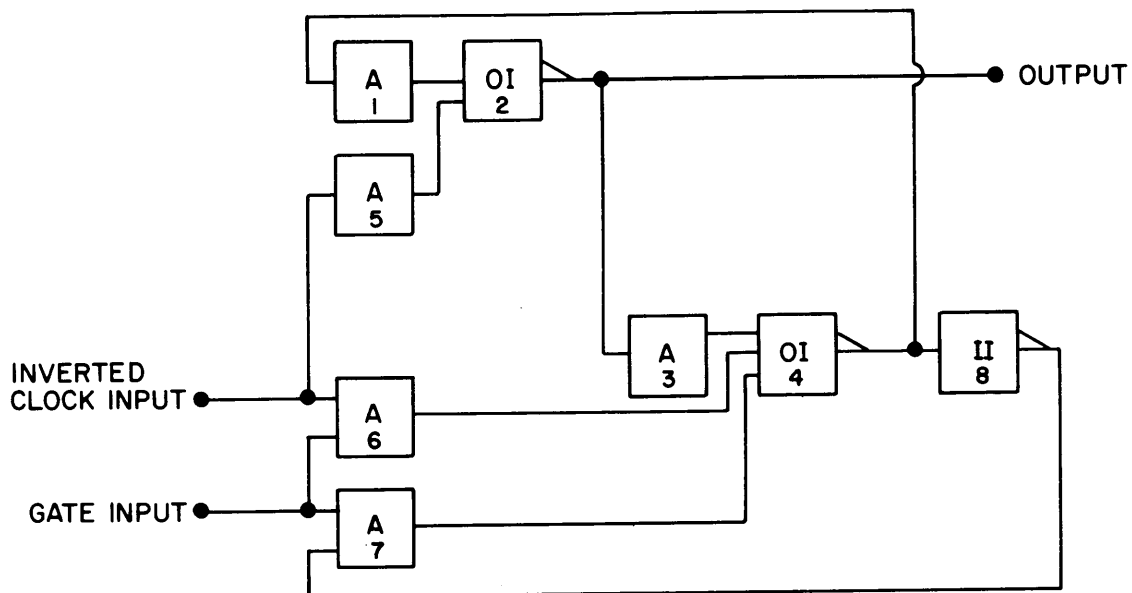 A
1
OI
2
OUTPUT
A
5
A
3
OI
4
II
8
INVERTED
CLOCK INPUT
A
6
GATE INPUT
A
7